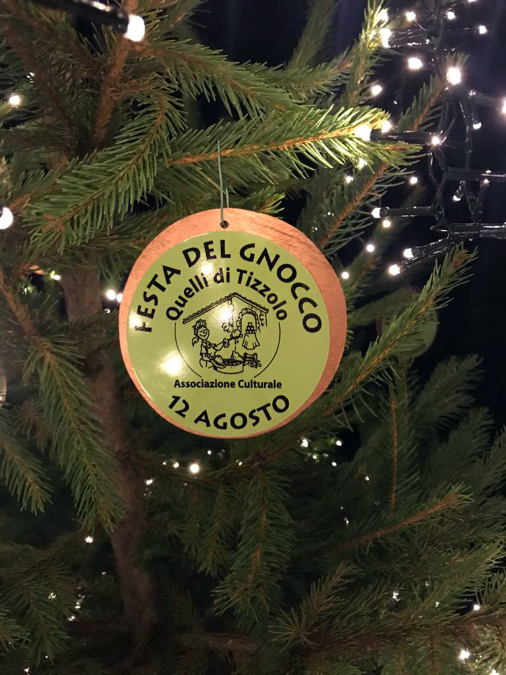 FESTA DEL GNOCCO
Quelli di Tizzolo
Associazione Culturale
12 AGOSTO